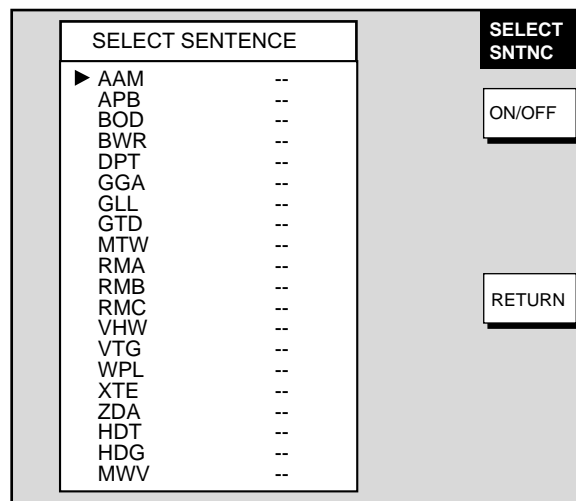 SELECT SENTENCE
▶ AAM --
APB --
BOD --
BWR --
DPT --
GGA --
GLL --
GTD --
MTW --
RMA --
RMB --
RMC --
VHW --
VTG --
WPL --
XTE --
ZDA --
HDT --
HDG --
MWV --
SELECT
SNTNC
ON/OFF
RETURN